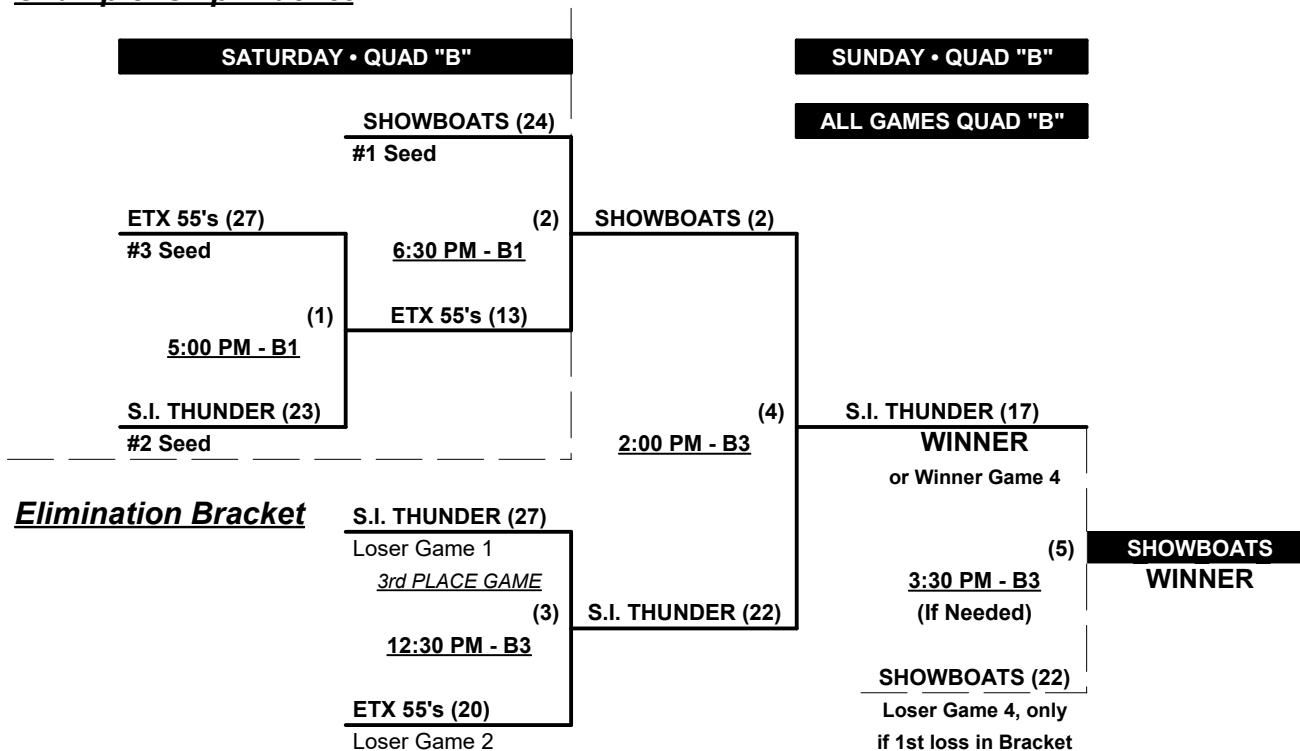 SATURDAY • QUAD "B"
SUNDAY • QUAD "B"
ALL GAMES QUAD "B"
SHOWBOATS (24)
#1 Seed
ETX 55's (27)
#3 Seed
(2)
6:30 PM - B1
SHOWBOATS (2)
(1)
5:00 PM - B1
ETX 55's (13)
S.I. THUNDER (23)
#2 Seed
(4)
2:00 PM - B3
S.I. THUNDER (17)
WINNER
or Winner Game 4
Elimination Bracket
S.I. THUNDER (27)
Loser Game 1
3rd PLACE GAME
(3)
12:30 PM - B3
S.I. THUNDER (22)
(5)
3:30 PM - B3
(If Needed)
SHOWBOATS
WINNER
ETX 55's (20)
Loser Game 2
SHOWBOATS (22)
Loser Game 4, only
if 1st loss in Bracket